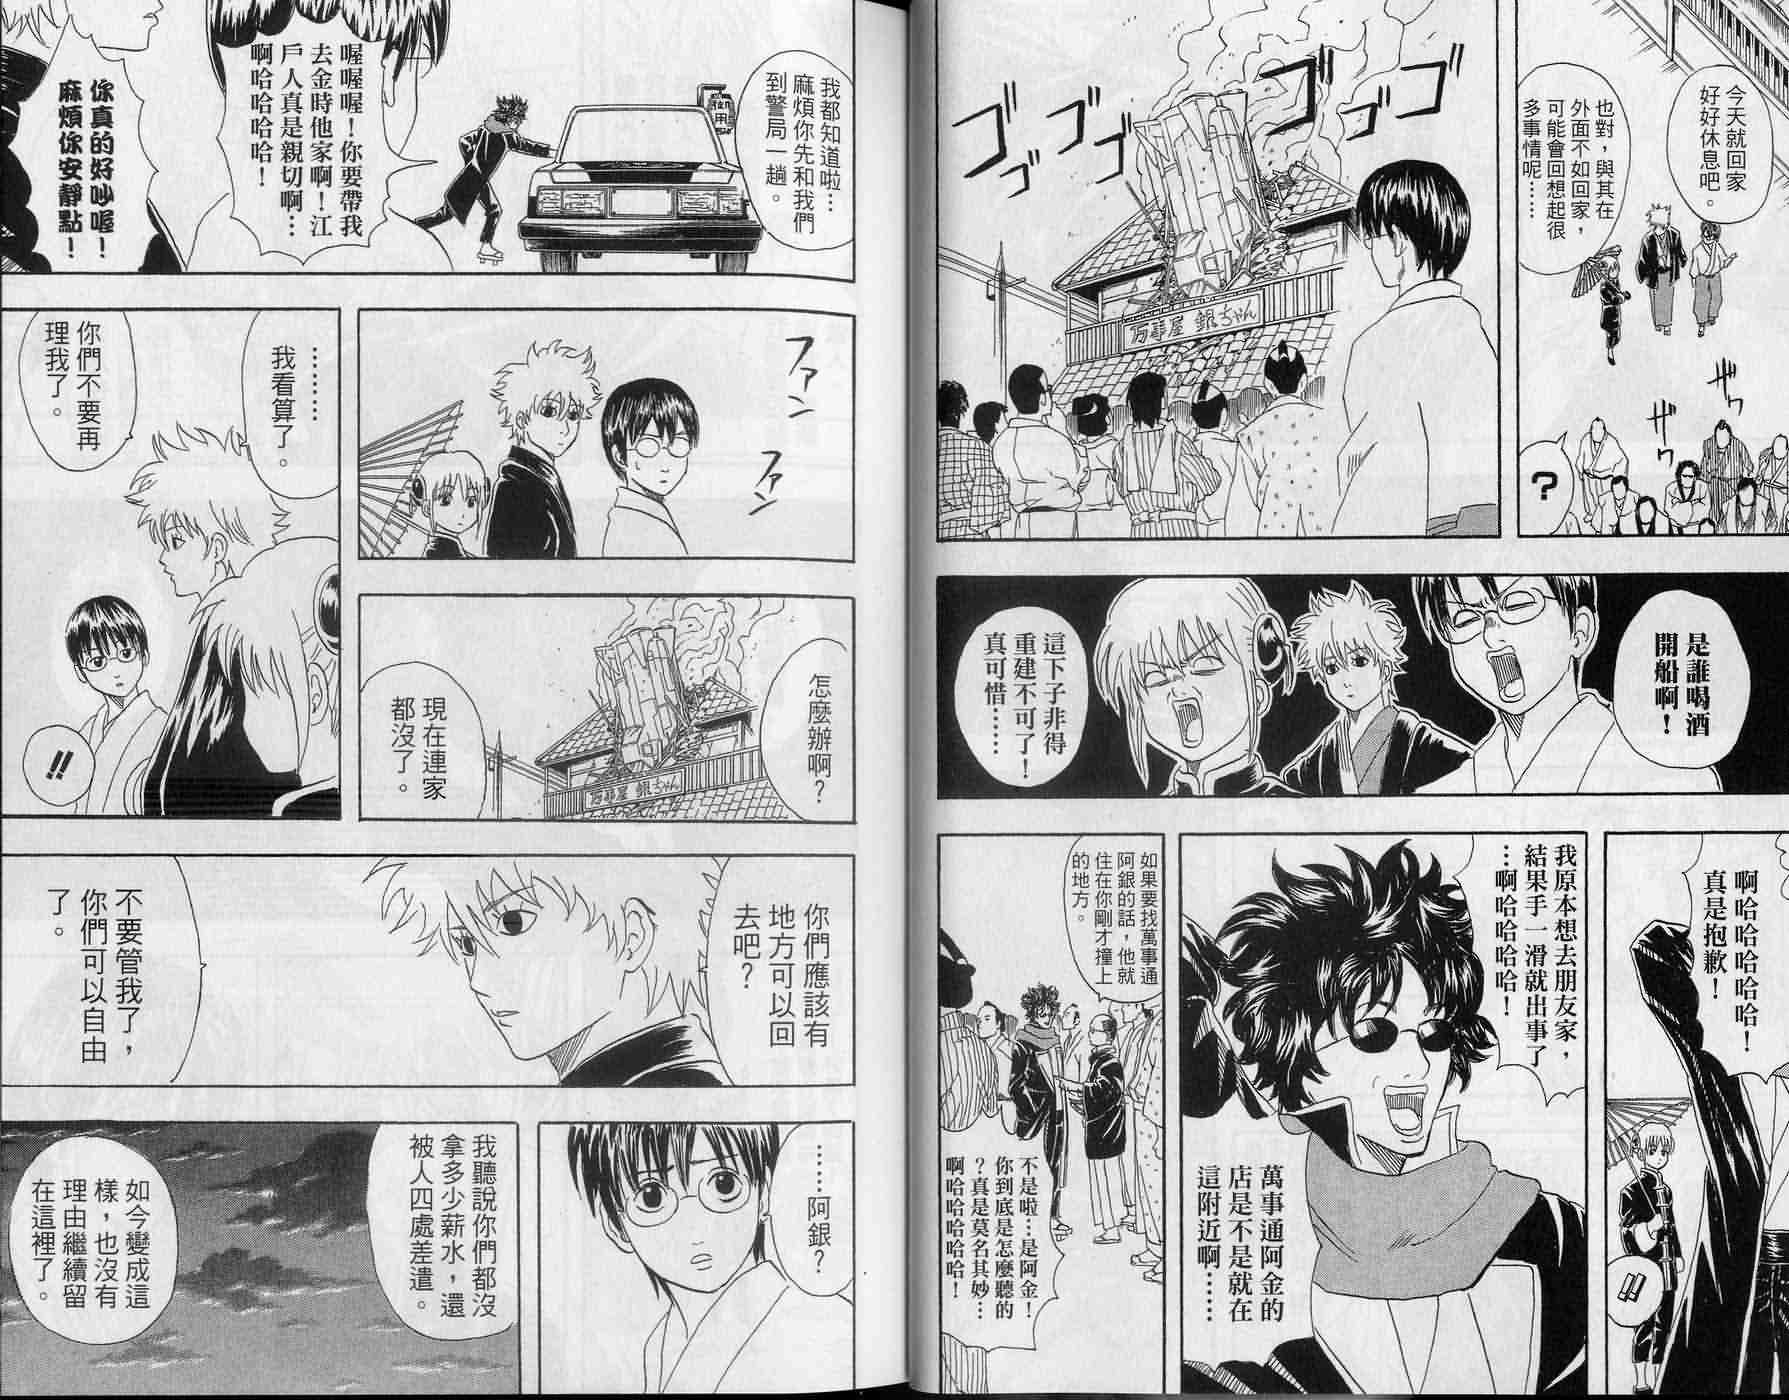 今天就回家
好好休息吧。
也對，與其在
外面不如回家，
可能會回想起很
多事情呢……
ザワ
ザワ
？
ゴ
ゴ
ゴ
ゴ
ゴ
ゴ
万事屋 銀ちゃん
是誰喝酒
開船啊！
這下子非得
重建不可了！
真可惜……
啊哈哈哈哈哈哈！
真是抱歉！
!!
我原本想去朋友家，
結果手一滑就出事了
…啊哈哈哈哈！
萬事通阿金的
店是不是就在
這附近啊……
如果要找萬事通
阿銀的話，他就
住在你剛才撞上
的地方。
不是啦…是阿金！
你到底是怎麼聽的
？真是莫名其妙…
啊哈哈哈哈哈！
我都知道啦…
麻煩你先和我們
到警局一趟。
喔喔喔！你要帶我
去金時他家啊！江
戶人真是親切啊…
啊哈哈哈哈！
你真的好吵喔！
麻煩你安靜點！
ファン
ファン
………
我看算了。
你們不要再
理我了。
怎麼辦啊？
現在連家
都沒了。
万事屋 銀ちゃん
!!
你們應該有
地方可以回
去吧？
不要管我了，
你們可以自由
了。
……阿銀？
我聽說你們都沒
拿多少薪水，還
被人四處差遣。
如今變成這
樣，也沒有
理由繼續留
在這裡了。